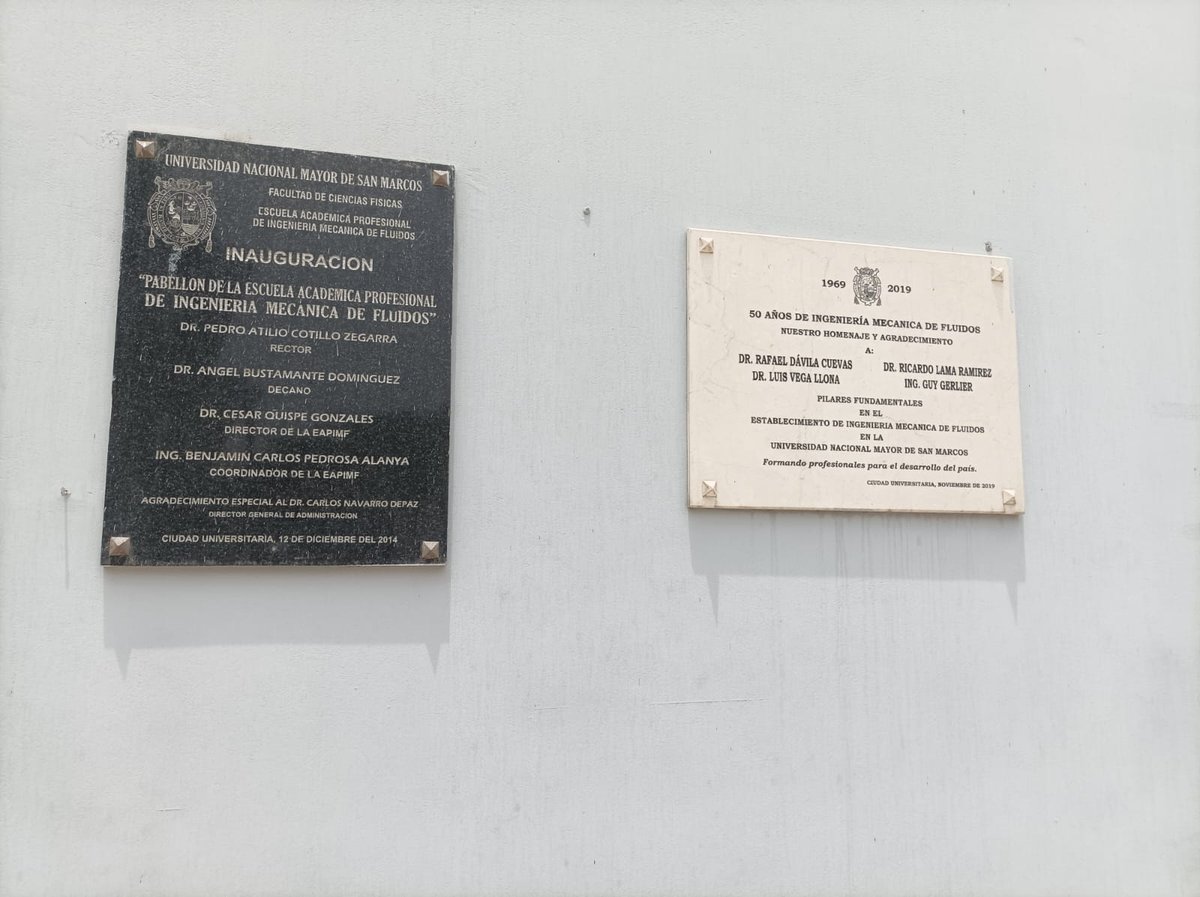 UNIVERSIDAD NACIONAL MAYOR DE SAN MARCOS
FACULTAD DE CIENCIAS FISICAS
ESCUELA ACADEMICA PROFESIONAL
DE INGENIERIA MECANICA DE FLUIDOS
INAUGURACION
"PABELLON DE LA ESCUELA ACADEMICA PROFESIONAL
DE INGENIERIA MECÁNICA DE FLUIDOS"
DR. PEDRO ATILIO COTILLO ZEGARRA
RECTOR
DR. ANGEL BUSTAMANTE DOMINGUEZ
DECANO
DR. CESAR QUISPE GONZALES
DIRECTOR DE LA EAPIMF
ING. BENJAMIN CARLOS PEDROSA ALANYA
COORDINADOR DE LA EAPIMF
AGRADECIMIENTO ESPECIAL AL DR. CARLOS NAVARRO DEPAZ
DIRECTOR GENERAL DE ADMINISTRACION
CIUDAD UNIVERSITARIA, 12 DE DICIEMBRE DEL 2014
1969 2019
50 AÑOS DE INGENIERÍA MECANICA DE FLUIDOS
NUESTRO HOMENAJE Y AGRADECIMIENTO
A:
DR. RAFAEL DÁVILA CUEVAS DR. RICARDO LAMA RAMIREZ
DR. LUIS VEGA LLONA ING. GUY GERLIER
PILARES FUNDAMENTALES
EN EL
ESTABLECIMIENTO DE INGENIERIA MECANICA DE FLUIDOS
EN LA
UNIVERSIDAD NACIONAL MAYOR DE SAN MARCOS
Formando profesionales para el desarrollo del país.
CIUDAD UNIVERSITARIA, NOVIEMBRE DE 2019